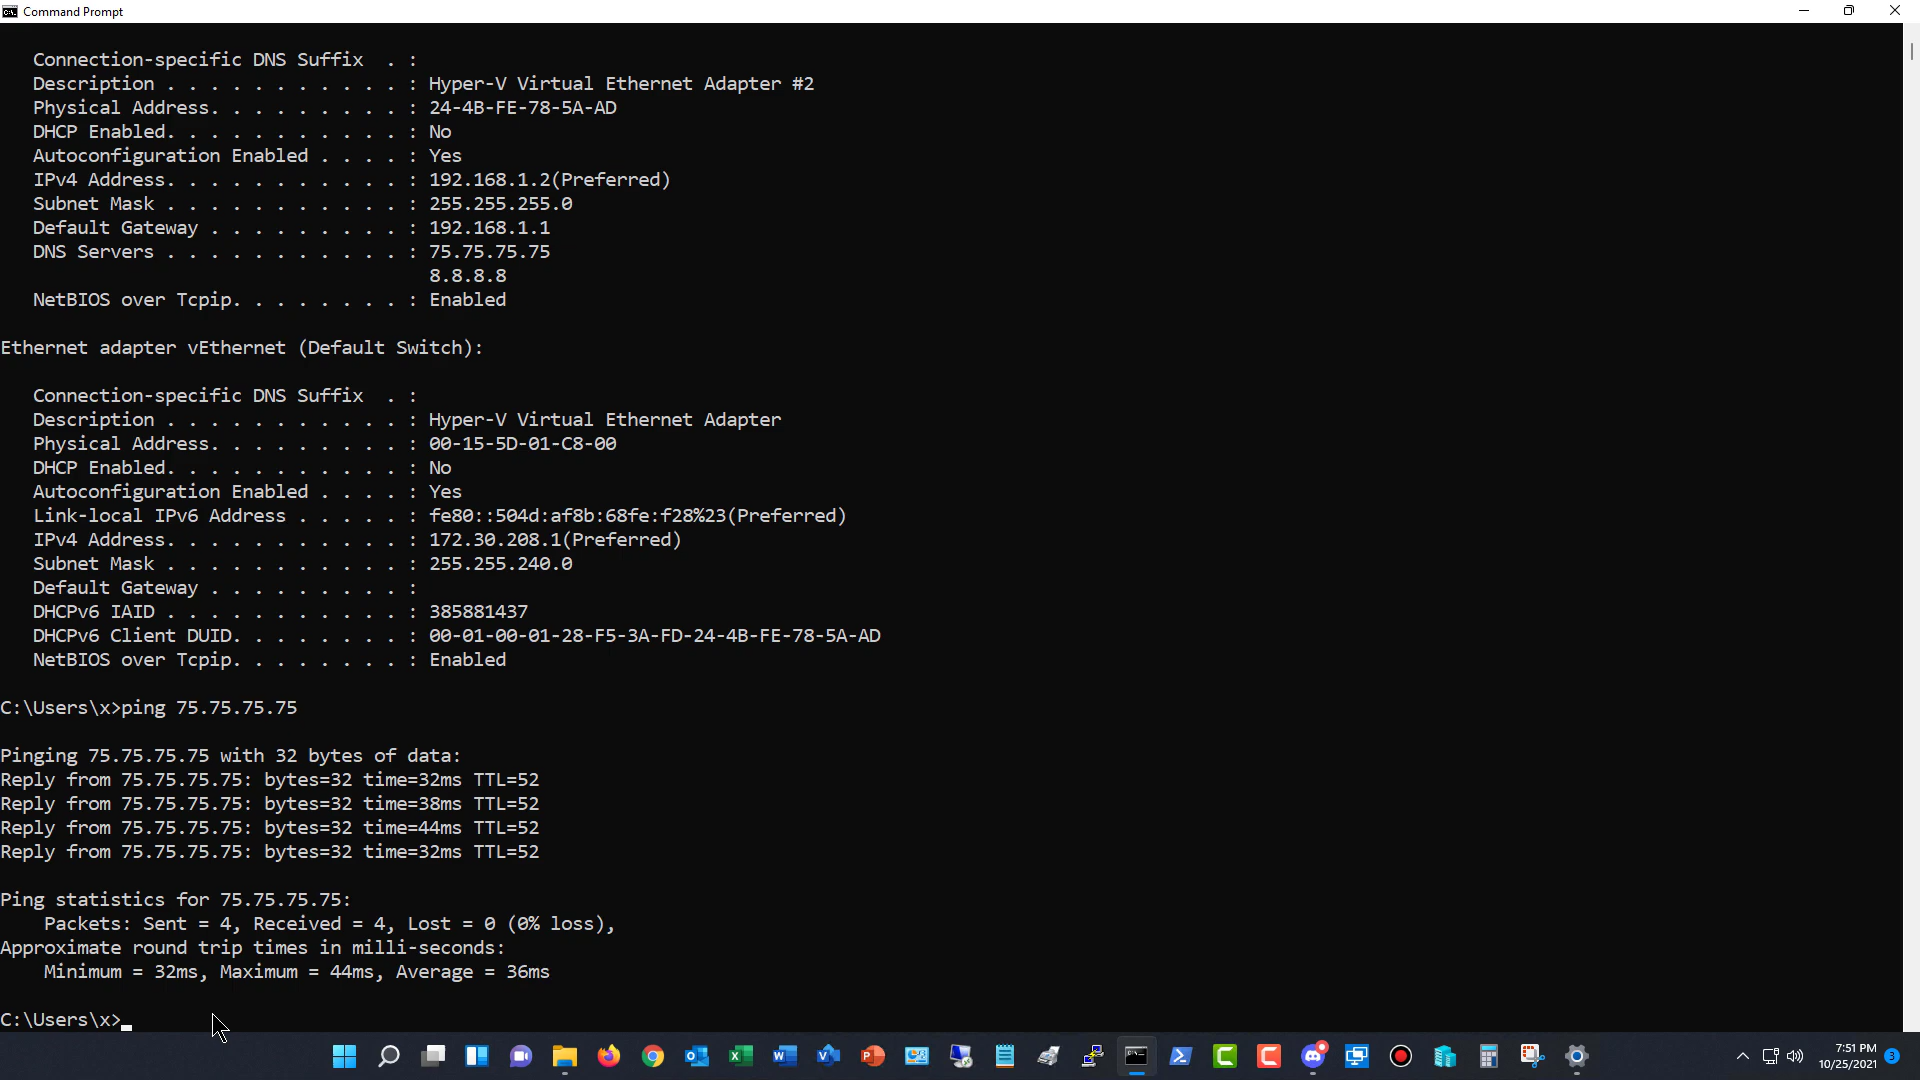 Command Prompt
Connection-specific DNS Suffix  . :
Description . . . . . . . . . . . : Hyper-V Virtual Ethernet Adapter #2
Physical Address. . . . . . . . . : 24-4B-FE-78-5A-AD
DHCP Enabled. . . . . . . . . . . : No
Autoconfiguration Enabled . . . . : Yes
IPv4 Address. . . . . . . . . . . : 192.168.1.2(Preferred)
Subnet Mask . . . . . . . . . . . : 255.255.255.0
Default Gateway . . . . . . . . . : 192.168.1.1
DNS Servers . . . . . . . . . . . : 75.75.75.75
8.8.8.8
NetBIOS over Tcpip. . . . . . . . : Enabled
Ethernet adapter vEthernet (Default Switch):
Connection-specific DNS Suffix  . :
Description . . . . . . . . . . . : Hyper-V Virtual Ethernet Adapter
Physical Address. . . . . . . . . : 00-15-5D-01-C8-00
DHCP Enabled. . . . . . . . . . . : No
Autoconfiguration Enabled . . . . : Yes
Link-local IPv6 Address . . . . . : fe80::504d:af8b:68fe:f28%23(Preferred)
IPv4 Address. . . . . . . . . . . : 172.30.208.1(Preferred)
Subnet Mask . . . . . . . . . . . : 255.255.240.0
Default Gateway . . . . . . . . . :
DHCPv6 IAID . . . . . . . . . . . : 385881437
DHCPv6 Client DUID. . . . . . . . : 00-01-00-01-28-F5-3A-FD-24-4B-FE-78-5A-AD
NetBIOS over Tcpip. . . . . . . . : Enabled
C:\Users\x>ping 75.75.75.75
Pinging 75.75.75.75 with 32 bytes of data:
Reply from 75.75.75.75: bytes=32 time=32ms TTL=52
Reply from 75.75.75.75: bytes=32 time=38ms TTL=52
Reply from 75.75.75.75: bytes=32 time=44ms TTL=52
Reply from 75.75.75.75: bytes=32 time=32ms TTL=52
Ping statistics for 75.75.75.75:
Packets: Sent = 4, Received = 4, Lost = 0 (0% loss),
Approximate round trip times in milli-seconds:
Minimum = 32ms, Maximum = 44ms, Average = 36ms
C:\Users\x>
7:51 PM
10/25/2021
3